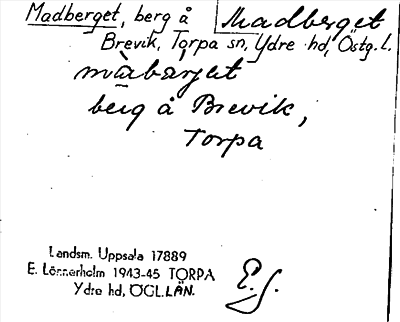 Madberget, berg å Madberget
Brevik, Torpa sn, Ydre hd, Östg. l.
màbärjet
berg å Brevik,
Torpa
Landsm. Uppsala 17889
E. Lönnerholm 1943-45 TORPA
Ydre hd, ÖGL.LÄN.
E. G.